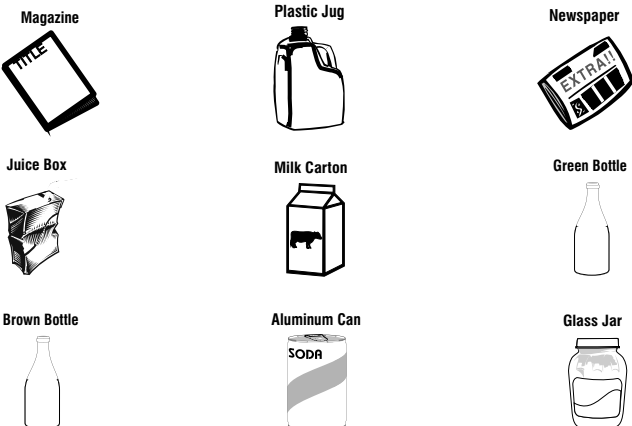 Magazine
Plastic Jug
Newspaper
TITLE
EXTRA!!
Juice Box
Milk Carton
Green Bottle
Brown Bottle
Aluminum Can
Glass Jar
SODA